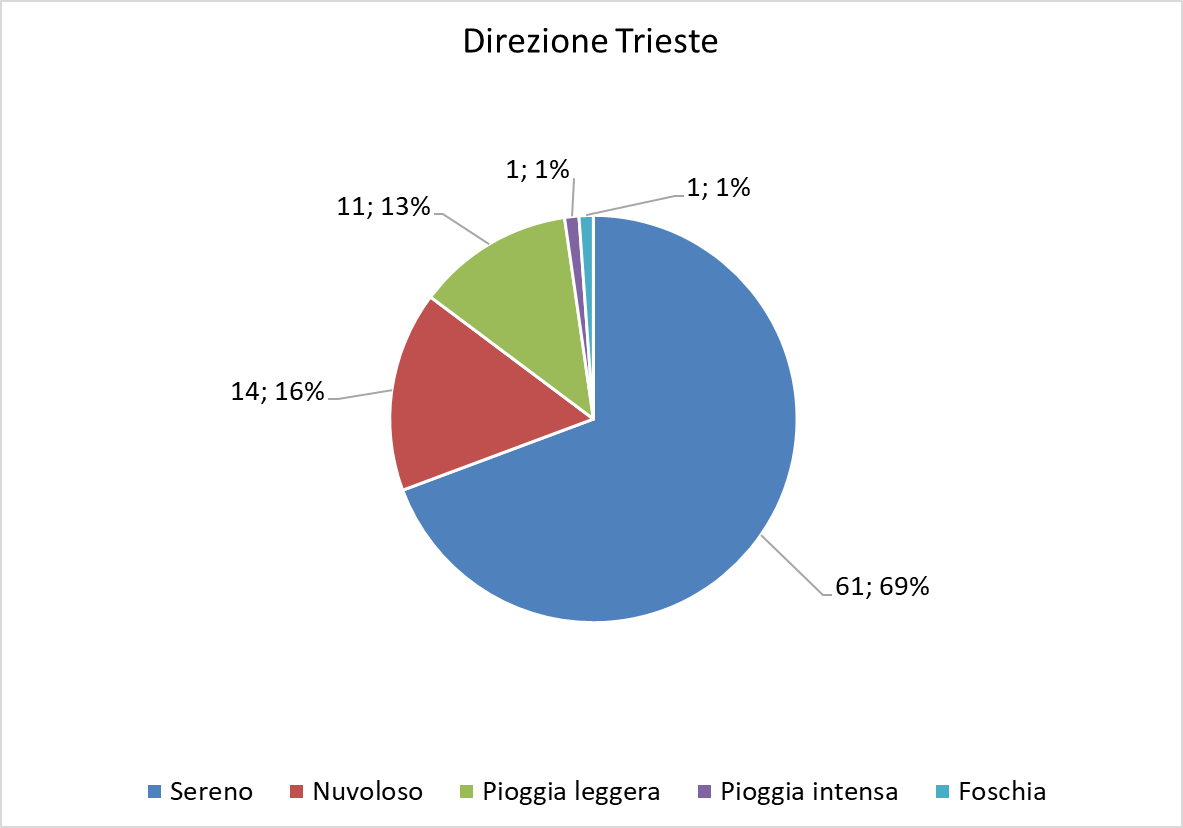 Direzione Trieste
1; 1%
1; 1%
11; 13%
14; 16%
61; 69%
Sereno
Nuvoloso
Pioggia leggera
Pioggia intensa
Foschia